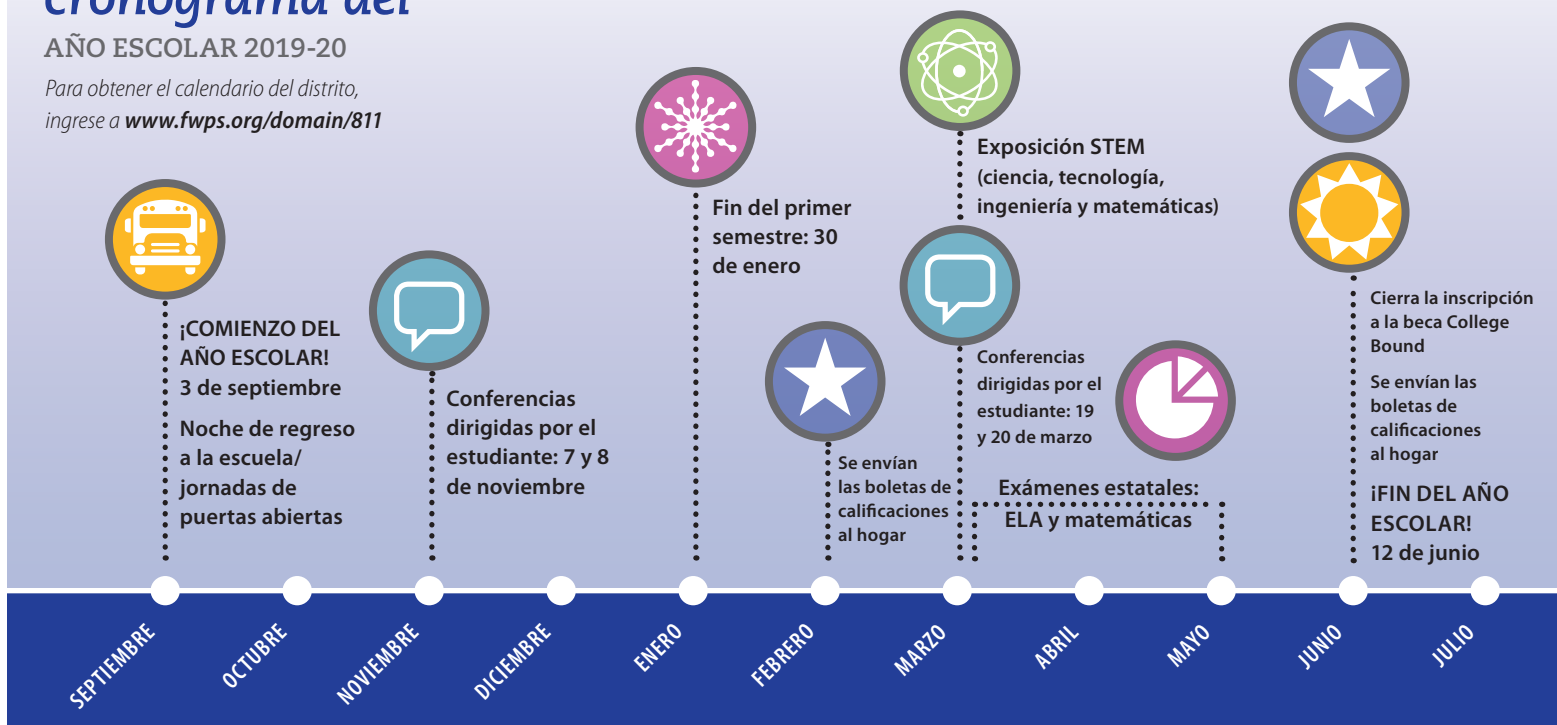 cronograma del
AÑO ESCOLAR 2019-20
Para obtener el calendario del distrito,
ingrese a www.fwps.org/domain/811
¡COMIENZO DEL
AÑO ESCOLAR!
3 de septiembre
Noche de regreso
a la escuela/
jornadas de
puertas abiertas
Conferencias
dirigidas por el
estudiante: 7 y 8
de noviembre
Fin del primer
semestre: 30
de enero
Se envían
las boletas de
calificaciones
al hogar
Exposición STEM
(ciencia, tecnología,
ingeniería y matemáticas)
Conferencias
dirigidas por el
estudiante: 19
y 20 de marzo
Exámenes estatales:
ELA y matemáticas
Cierra la inscripción
a la beca College
Bound
Se envían las
boletas de
calificaciones
al hogar
¡FIN DEL AÑO
ESCOLAR!
12 de junio
SEPTIEMBRE
OCTUBRE
NOVIEMBRE
DICIEMBRE
ENERO
FEBRERO
MARZO
ABRIL
MAYO
JUNIO
JULIO